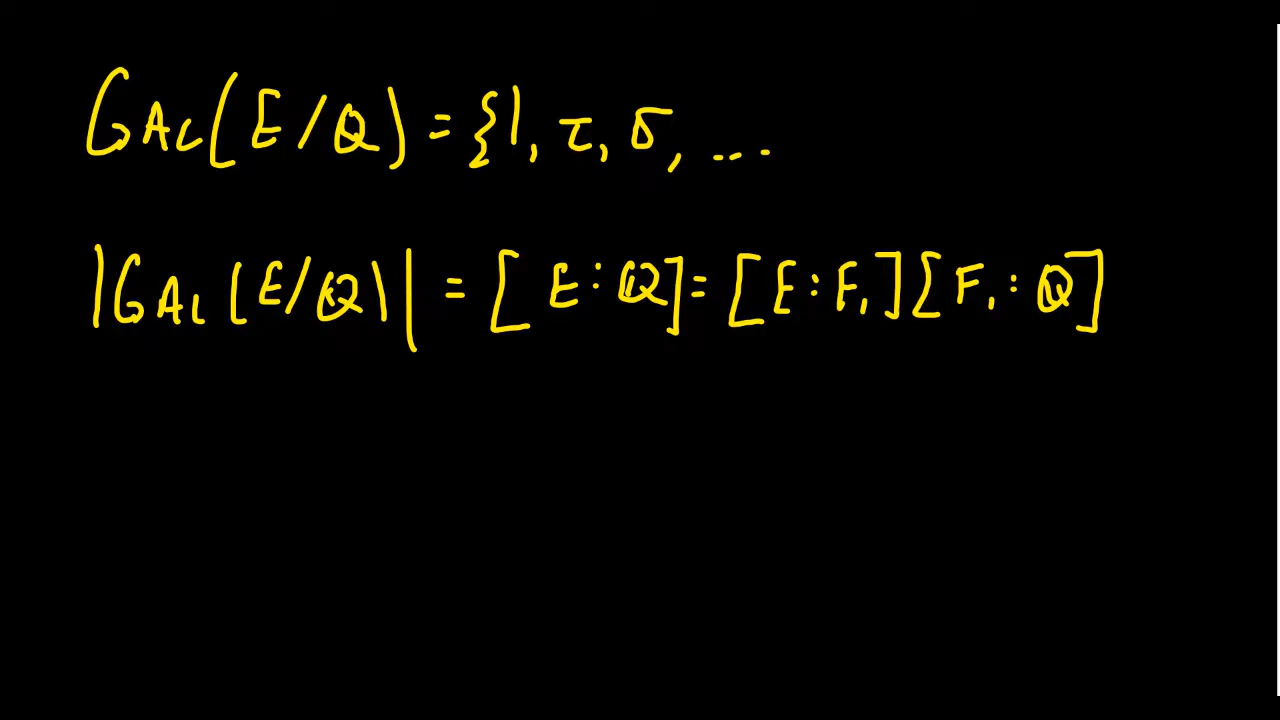 GAL(E/Q) = {1, τ, σ, ...
|GAL(E/Q)| = [E:Q] = [E:F₁][F₁:Q]